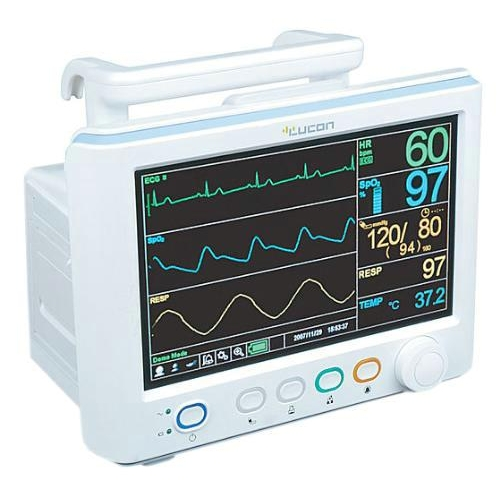 LUCON
ECG II
HR
bpm
60
SpO₂
%
97
SpO₂
mmHg
120/ 80
( 94)
RESP
97
RESP
TEMP °C 37.2
Demo Mode
2007/11/29 18:53:37